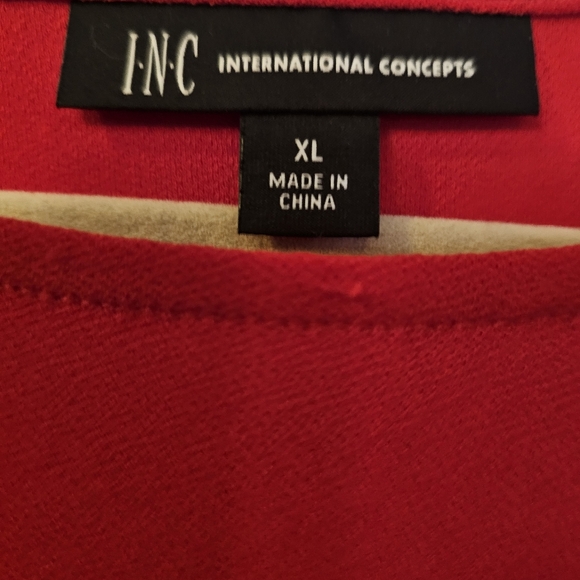 I·N·C INTERNATIONAL CONCEPTS
XL
MADE IN
CHINA